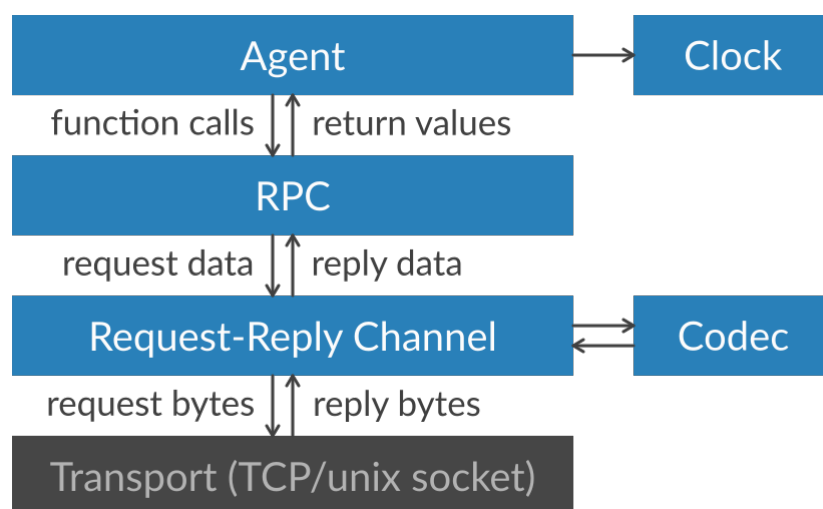 Agent
Clock
function calls
return values
RPC
request data
reply data
Request-Reply Channel
Codec
request bytes
reply bytes
Transport (TCP/unix socket)